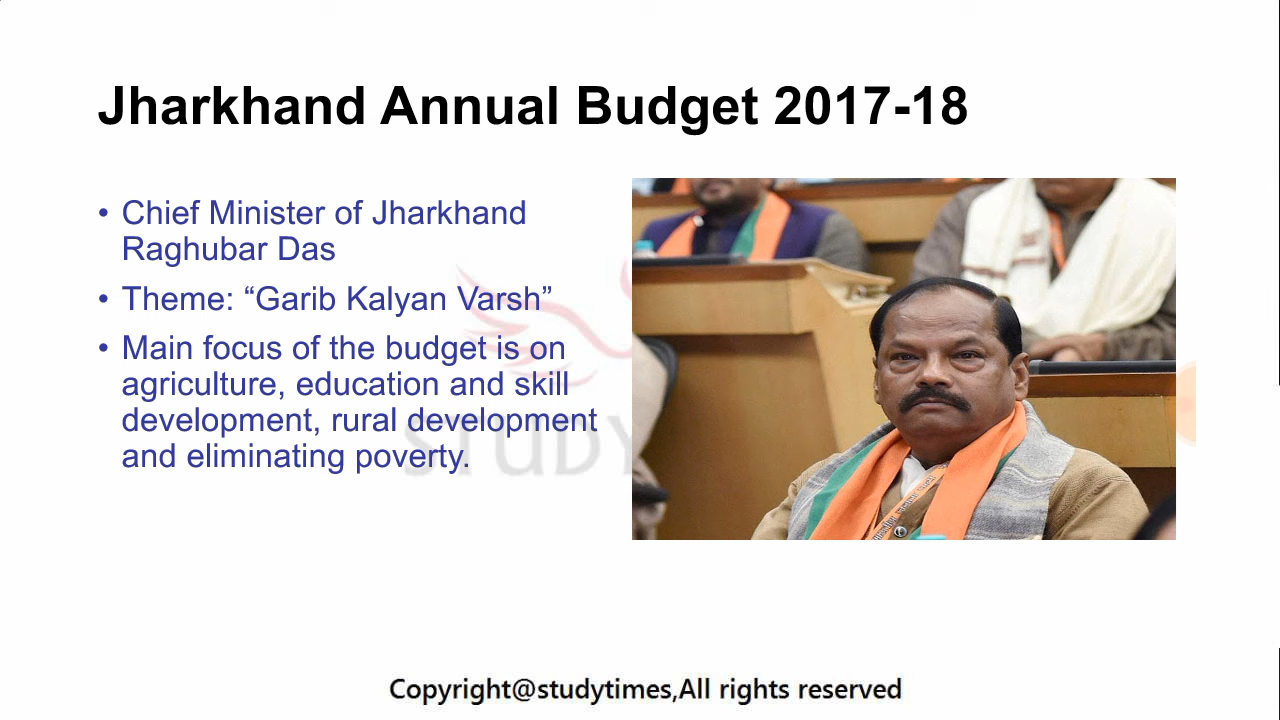 Jharkhand Annual Budget 2017-18
• Chief Minister of Jharkhand
Raghubar Das
• Theme: “Garib Kalyan Varsh”
• Main focus of the budget is on
agriculture, education and skill
development, rural development
and eliminating poverty.
STUDY
Copyright@studytimes,All rights reserved